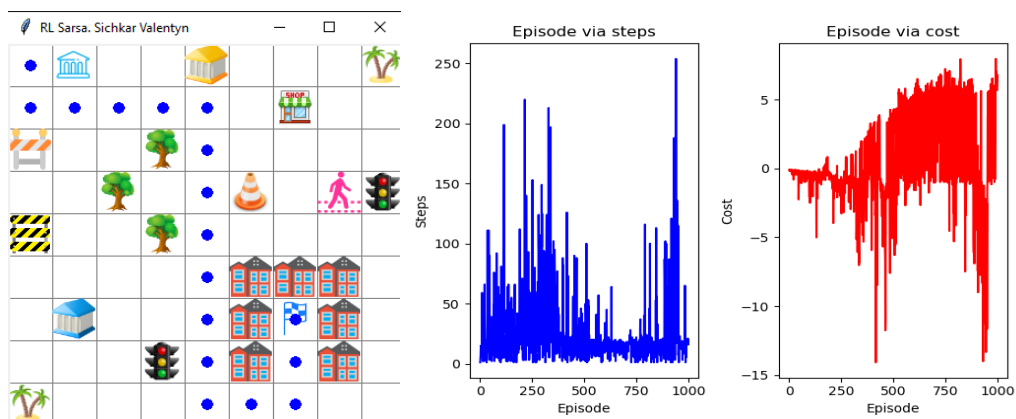 RL Sarsa. Sichkar Valentyn
SHOP
Episode via steps
250
200
150
100
50
0
Steps
0
250
500
750
1000
Episode
Episode via cost
5
0
−5
−10
−15
Cost
0
250
500
750
1000
Episode